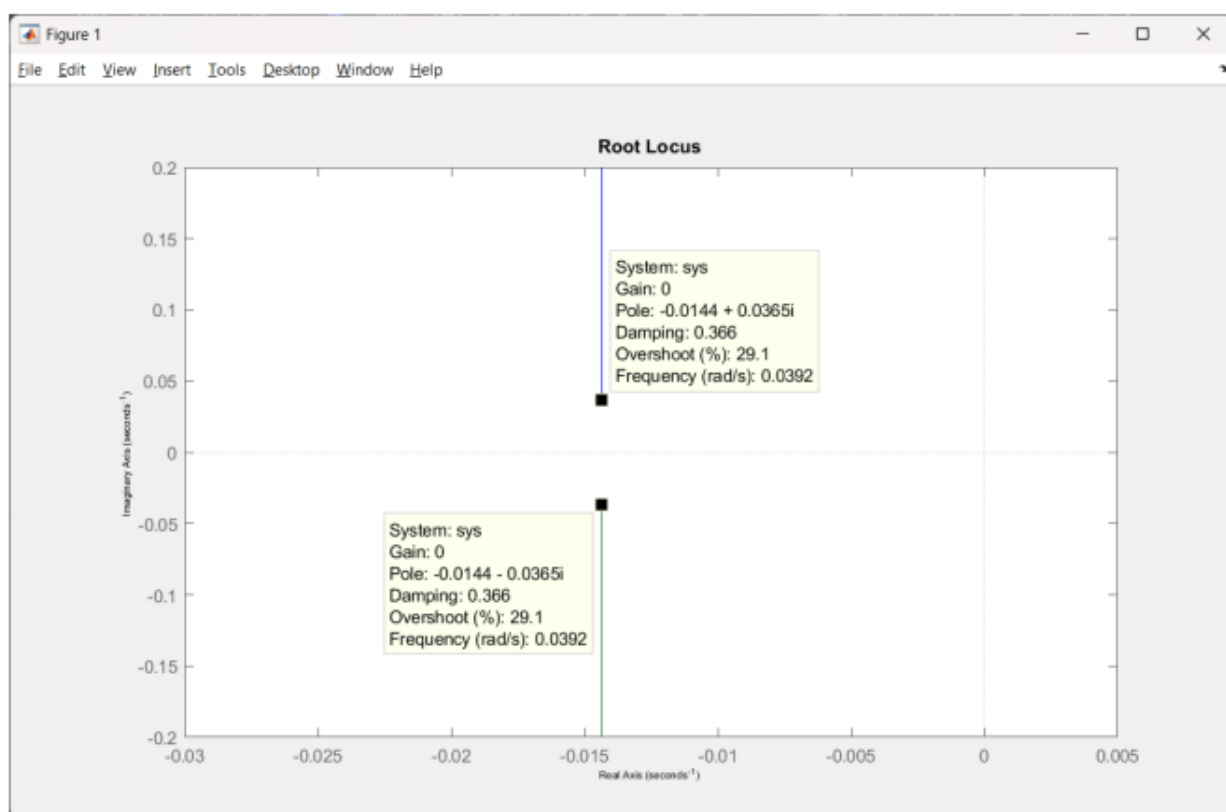 Figure 1
File Edit View Insert Tools Desktop Window Help
Root Locus
0.2
0.15
0.1
0.05
0
-0.05
-0.1
-0.15
-0.2
Imaginary Axis (seconds⁻¹)
System: sys
Gain: 0
Pole: -0.0144 + 0.0365i
Damping: 0.366
Overshoot (%): 29.1
Frequency (rad/s): 0.0392
System: sys
Gain: 0
Pole: -0.0144 - 0.0365i
Damping: 0.366
Overshoot (%): 29.1
Frequency (rad/s): 0.0392
-0.03 -0.025 -0.02 -0.015 -0.01 -0.005 0 0.005
Real Axis (seconds⁻¹)